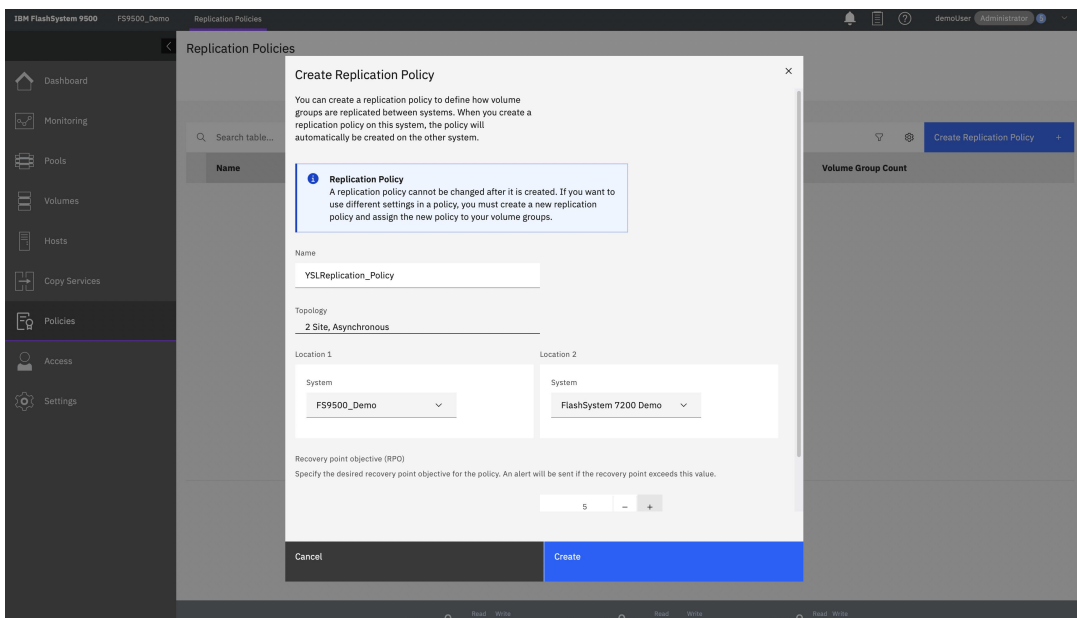 IBM FlashSystem 9500 FS9500_Demo Replication Policies demoUser Administrator S
Replication Policies
Dashboard
Monitoring
Pools
Volumes
Hosts
Copy Services
Policies
Access
Settings
Search table...
Create Replication Policy +
Name
Volume Group Count
Create Replication Policy
You can create a replication policy to define how volume
groups are replicated between systems. When you create a
replication policy on this system, the policy will
automatically be created on the other system.
Replication Policy
A replication policy cannot be changed after it is created. If you want to
use different settings in a policy, you must create a new replication
policy and assign the new policy to your volume groups.
Name
YSLReplication_Policy
Topology
2 Site, Asynchronous
Location 1 Location 2
System System
FS9500_Demo FlashSystem 7200 Demo
Recovery point objective (RPO)
Specify the desired recovery point objective for the policy. An alert will be sent if the recovery point exceeds this value.
5 – +
Cancel Create
Read Write Read Write Read Write